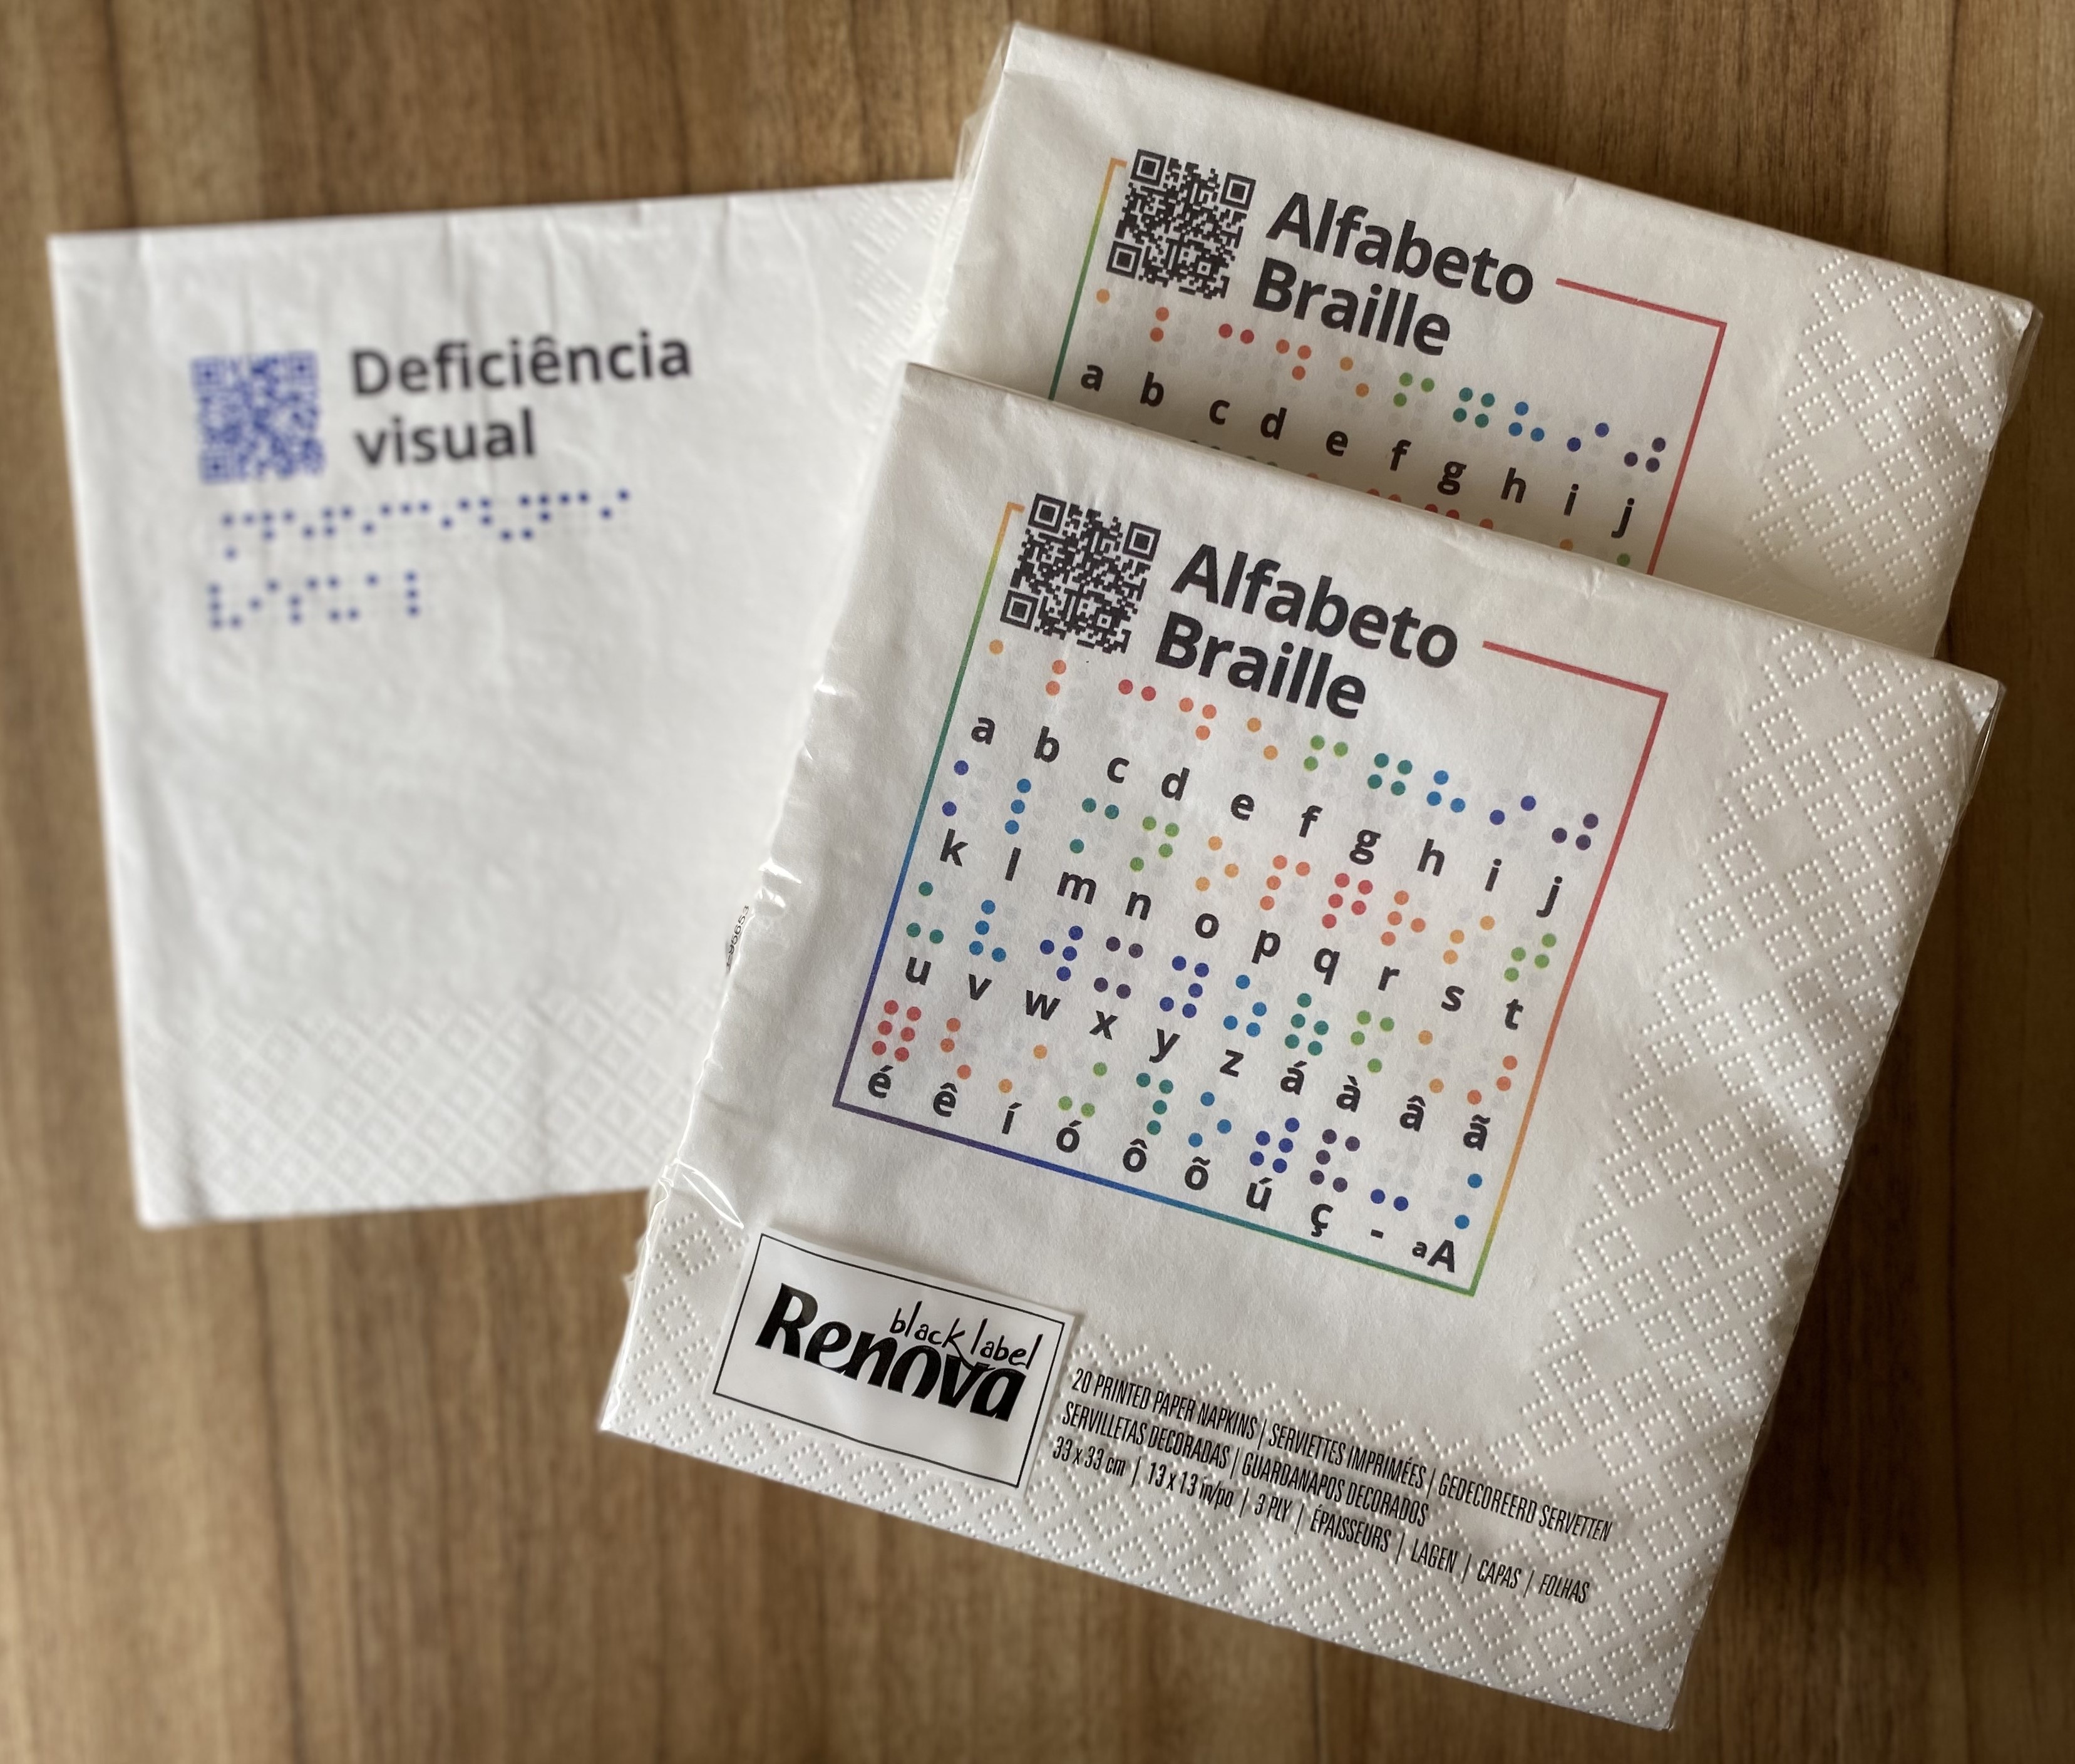 Deficiência
visual
Alfabeto
Braille
a b c d e f g h i j
Alfabeto
Braille
a b c d e f g h i j
k l m n o p q r s t
u v w x y z á à â ã
é ê í ó ô õ ú ç - aA
black label
Renova
20 PRINTED PAPER NAPKINS | SERVIETTES IMPRIMÉES | GEDECOREERD SERVETTEN
SERVILLETAS DECORADAS | GUARDANAPOS DECORADOS
33 x 33 cm | 13 x 13 in/po | 3 PLY | ÉPAISSEURS | LAGEN | CAPAS | FOLHAS